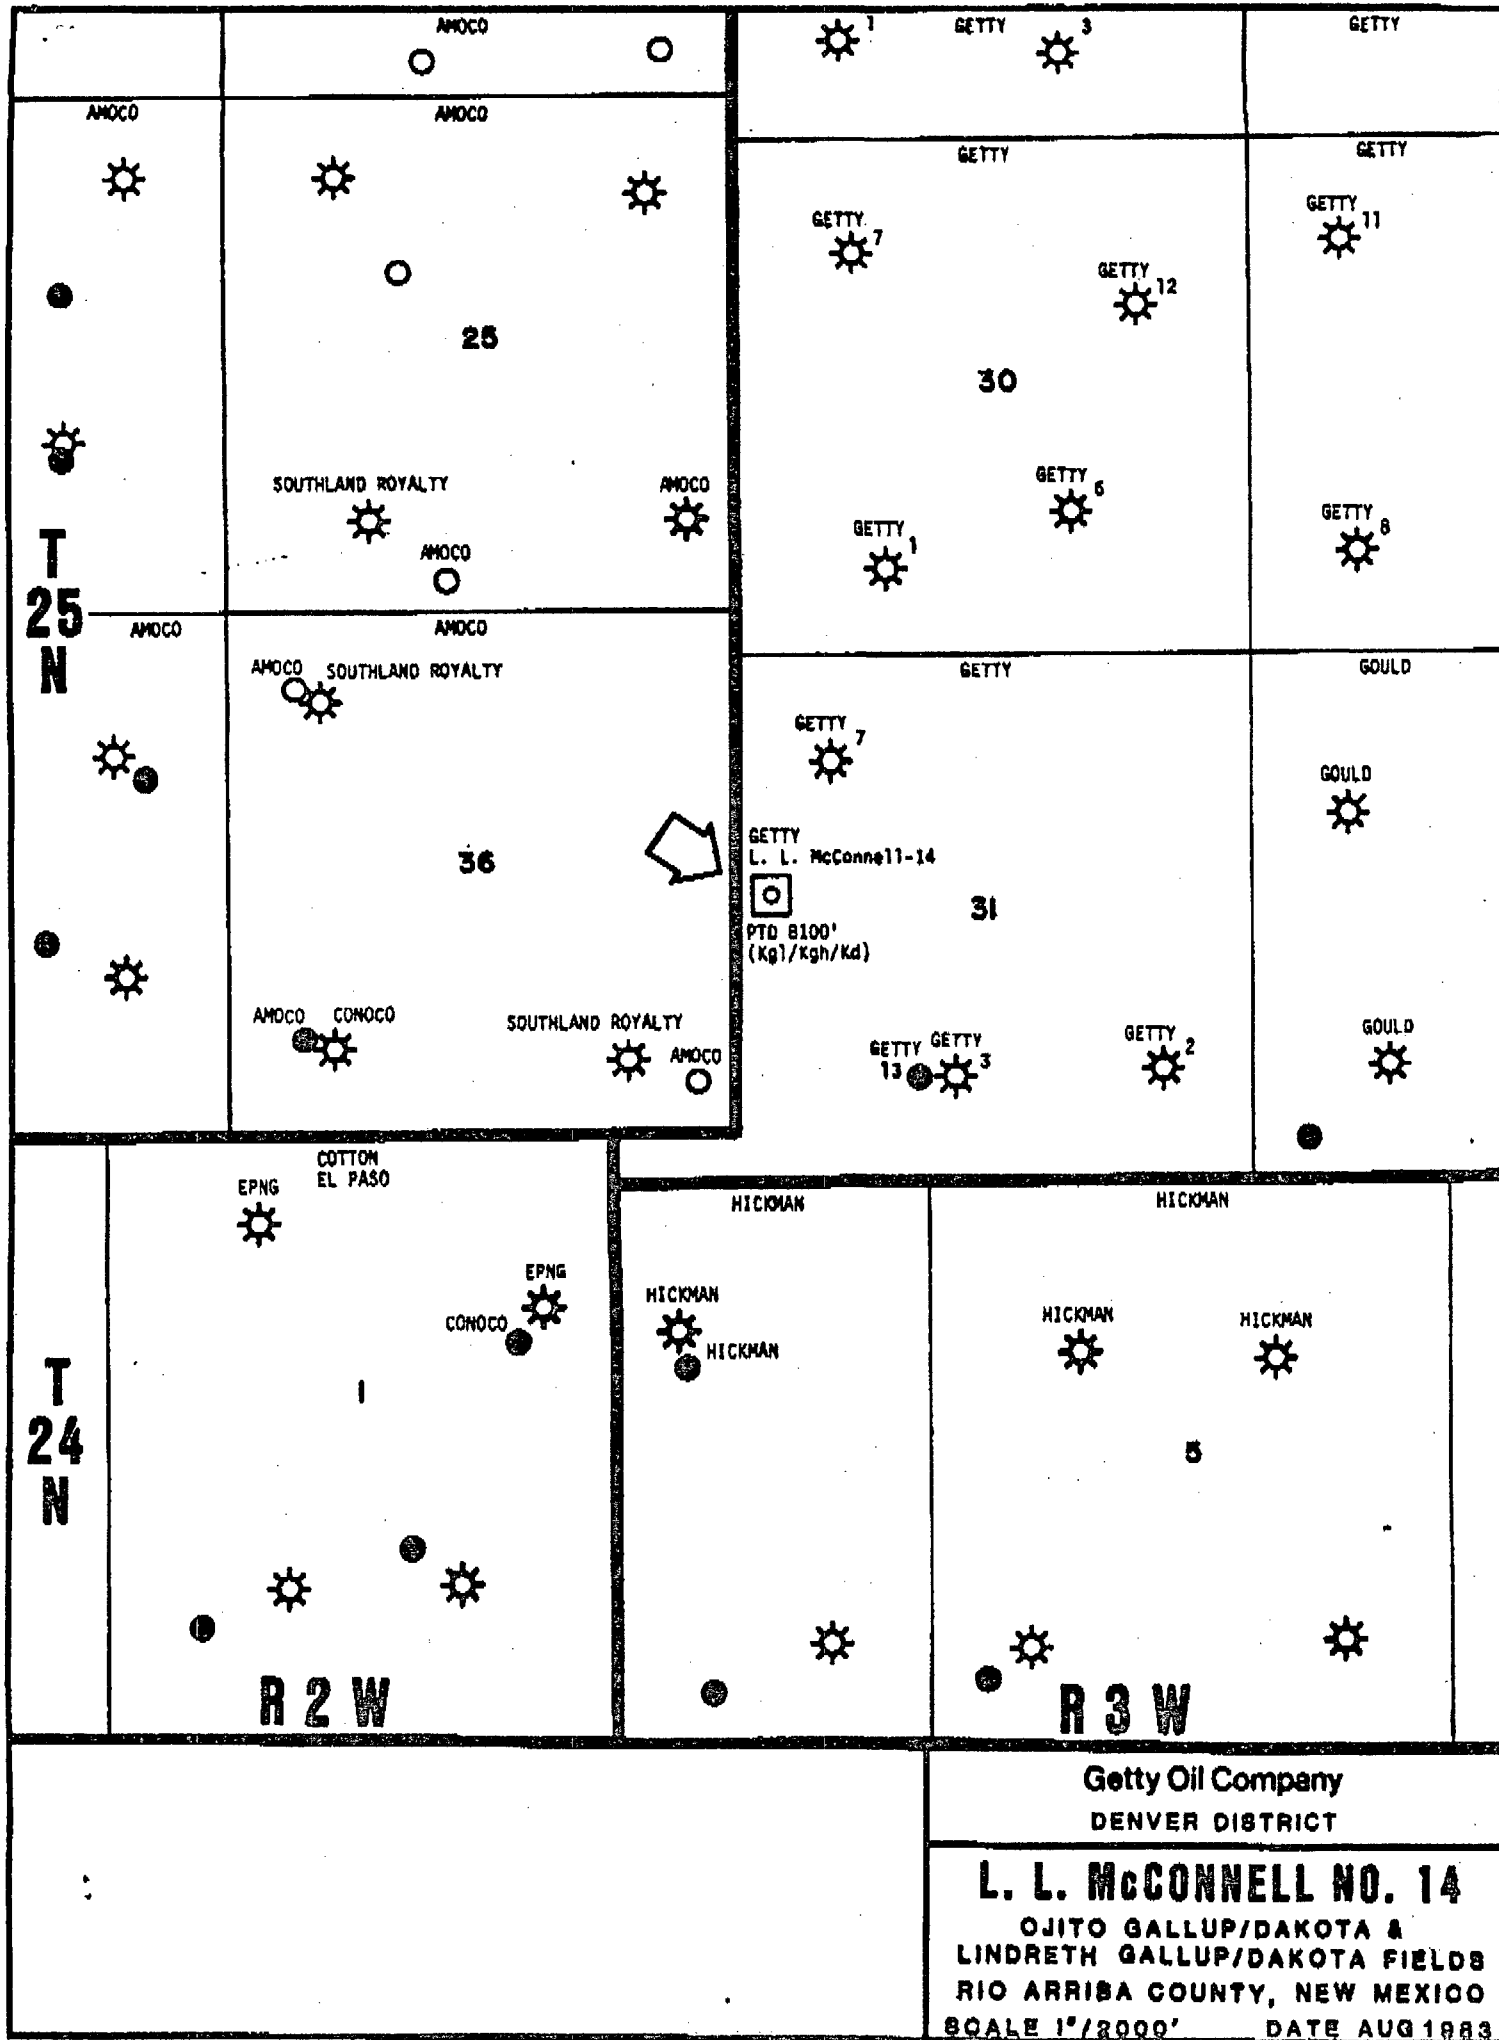 AMOCO
1
GETTY
3
GETTY
AMOCO
AMOCO
GETTY
GETTY
GETTY
7
GETTY
11
GETTY
12
25
30
SOUTHLAND ROYALTY
AMOCO
GETTY
6
GETTY
8
GETTY
1
AMOCO
T
25
N
AMOCO
AMOCO
AMOCO
SOUTHLAND ROYALTY
GETTY
GOULD
GETTY
7
GOULD
GETTY
L. L. McConnell-14
36
31
PTD 8100'
(Kgl/Kgh/Kd)
AMOCO
CONOCO
SOUTHLAND ROYALTY
AMOCO
GETTY
13
GETTY
3
GETTY
2
GOULD
COTTON
EL PASO
EPNG
HICKMAN
HICKMAN
EPNG
CONOCO
HICKMAN
HICKMAN
HICKMAN
HICKMAN
T
24
N
1
5
R 2 W
R 3 W
Getty Oil Company
DENVER DISTRICT
L. L. McCONNELL NO. 14
OJITO GALLUP/DAKOTA &
LINDRETH GALLUP/DAKOTA FIELDS
RIO ARRIBA COUNTY, NEW MEXICO
SCALE 1"/2000' DATE AUG 1983